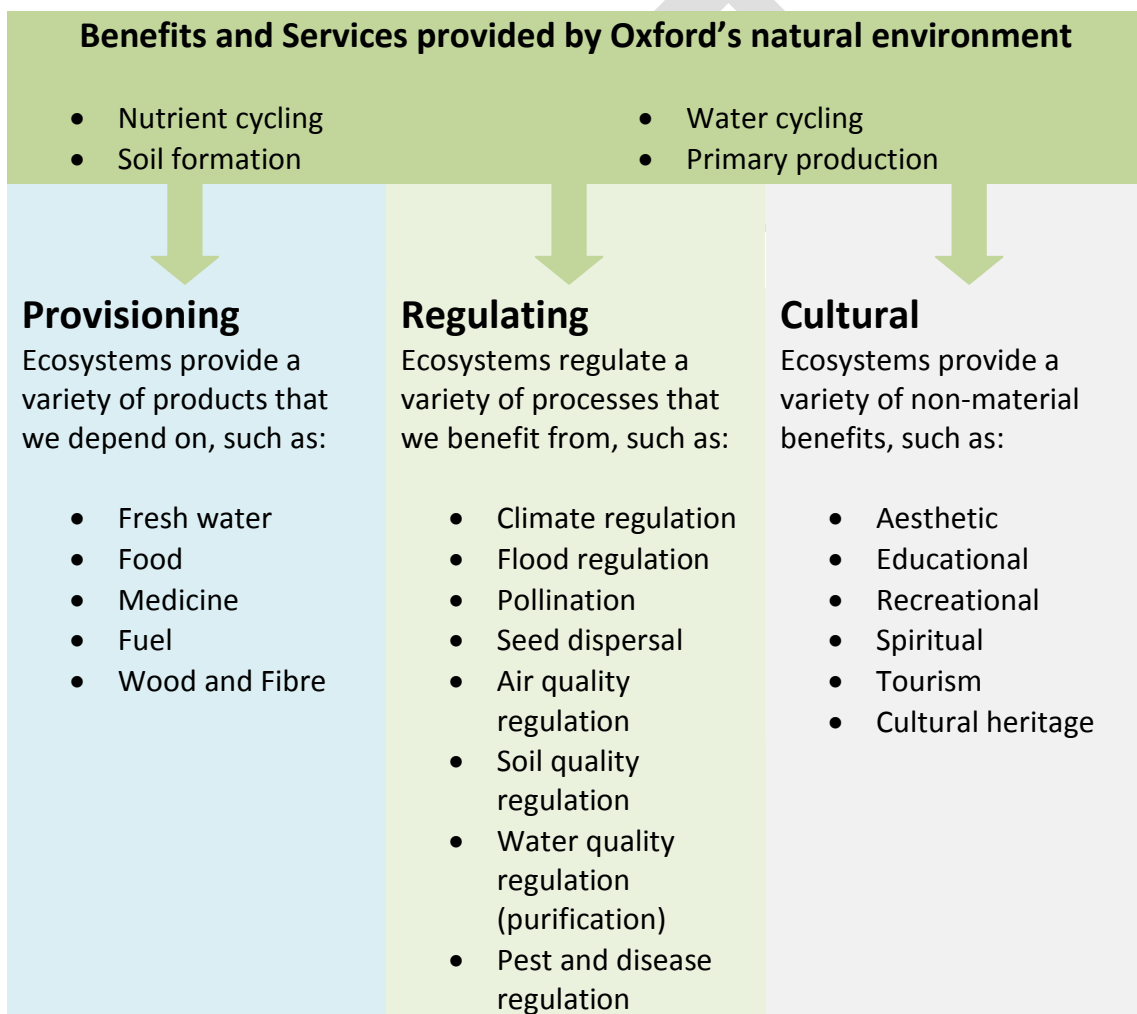 Benefits and Services provided by Oxford’s natural environment
• Nutrient cycling
• Soil formation
• Water cycling
• Primary production
Provisioning
Ecosystems provide a
variety of products that
we depend on, such as:
• Fresh water
• Food
• Medicine
• Fuel
• Wood and Fibre
Regulating
Ecosystems regulate a
variety of processes that
we benefit from, such as:
• Climate regulation
• Flood regulation
• Pollination
• Seed dispersal
• Air quality
regulation
• Soil quality
regulation
• Water quality
regulation
(purification)
• Pest and disease
regulation
Cultural
Ecosystems provide a
variety of non-material
benefits, such as:
• Aesthetic
• Educational
• Recreational
• Spiritual
• Tourism
• Cultural heritage